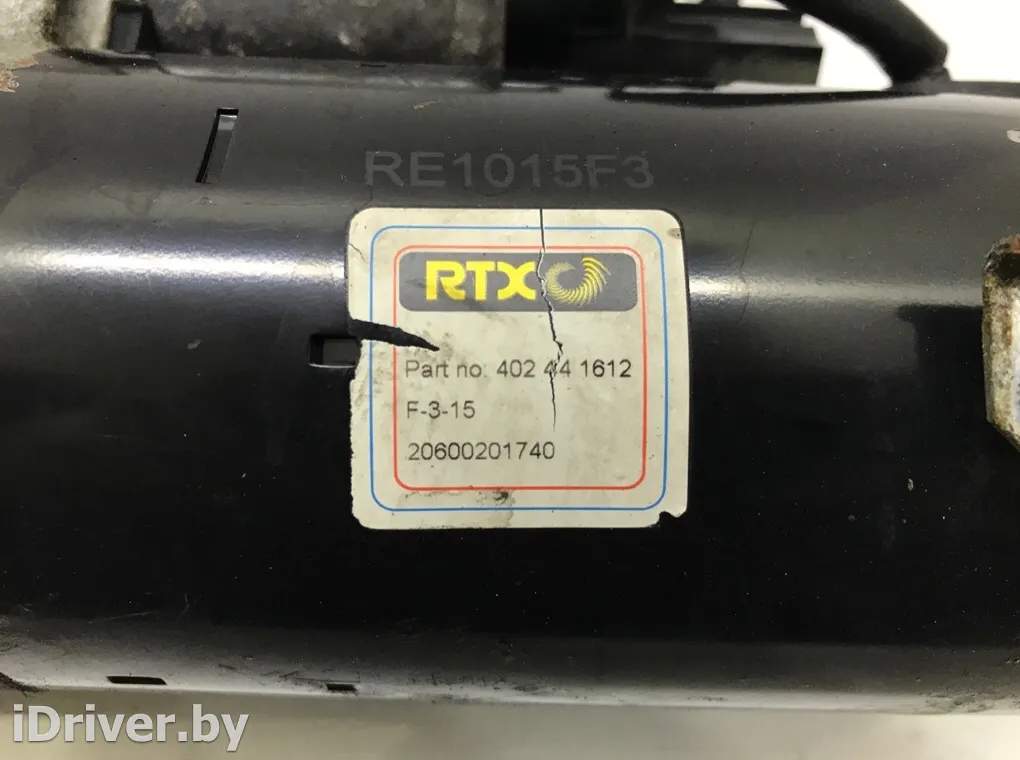 RE1015F3
RTX
Part no: 402 44 1612
F-3-15
20600201740
iDriver.by